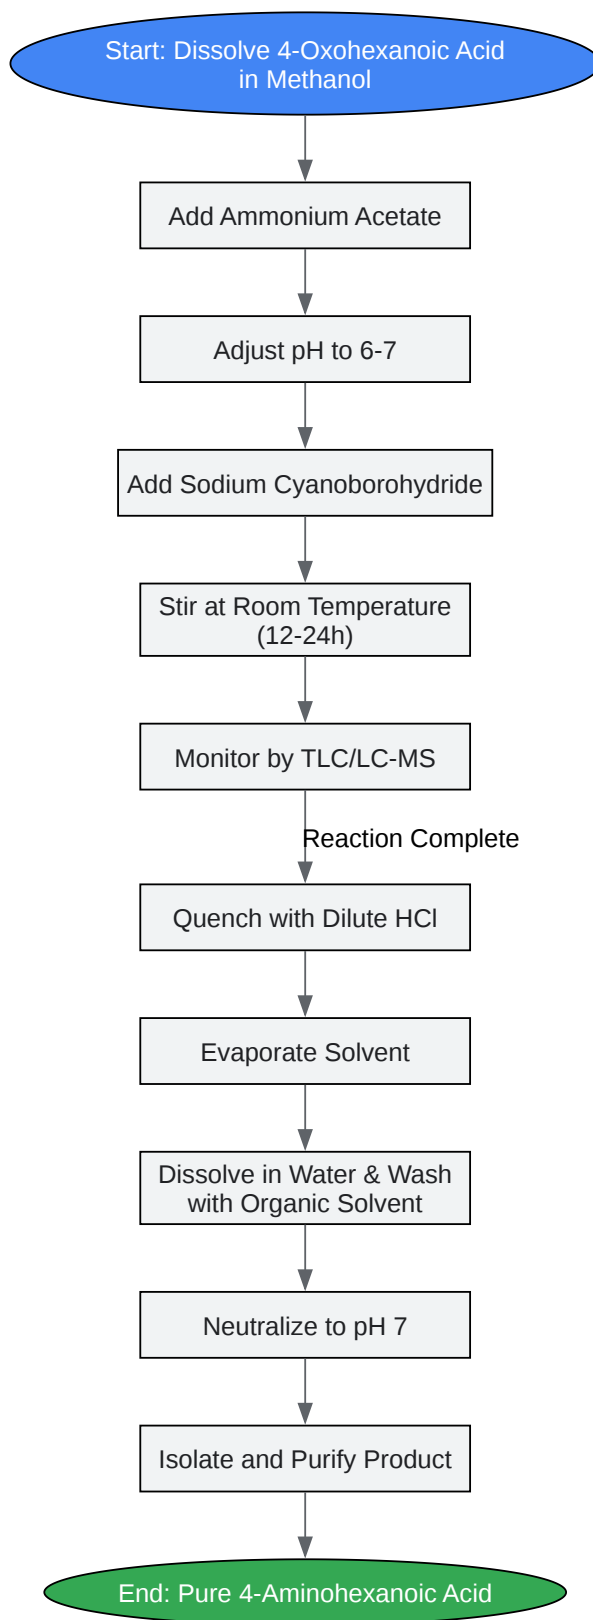 Start: Dissolve 4-Oxohexanoic Acid
in Methanol
Add Ammonium Acetate
Adjust pH to 6-7
Add Sodium Cyanoborohydride
Stir at Room Temperature
(12-24h)
Monitor by TLC/LC-MS
Reaction Complete
Quench with Dilute HCl
Evaporate Solvent
Dissolve in Water & Wash
with Organic Solvent
Neutralize to pH 7
Isolate and Purify Product
End: Pure 4-Aminohexanoic Acid